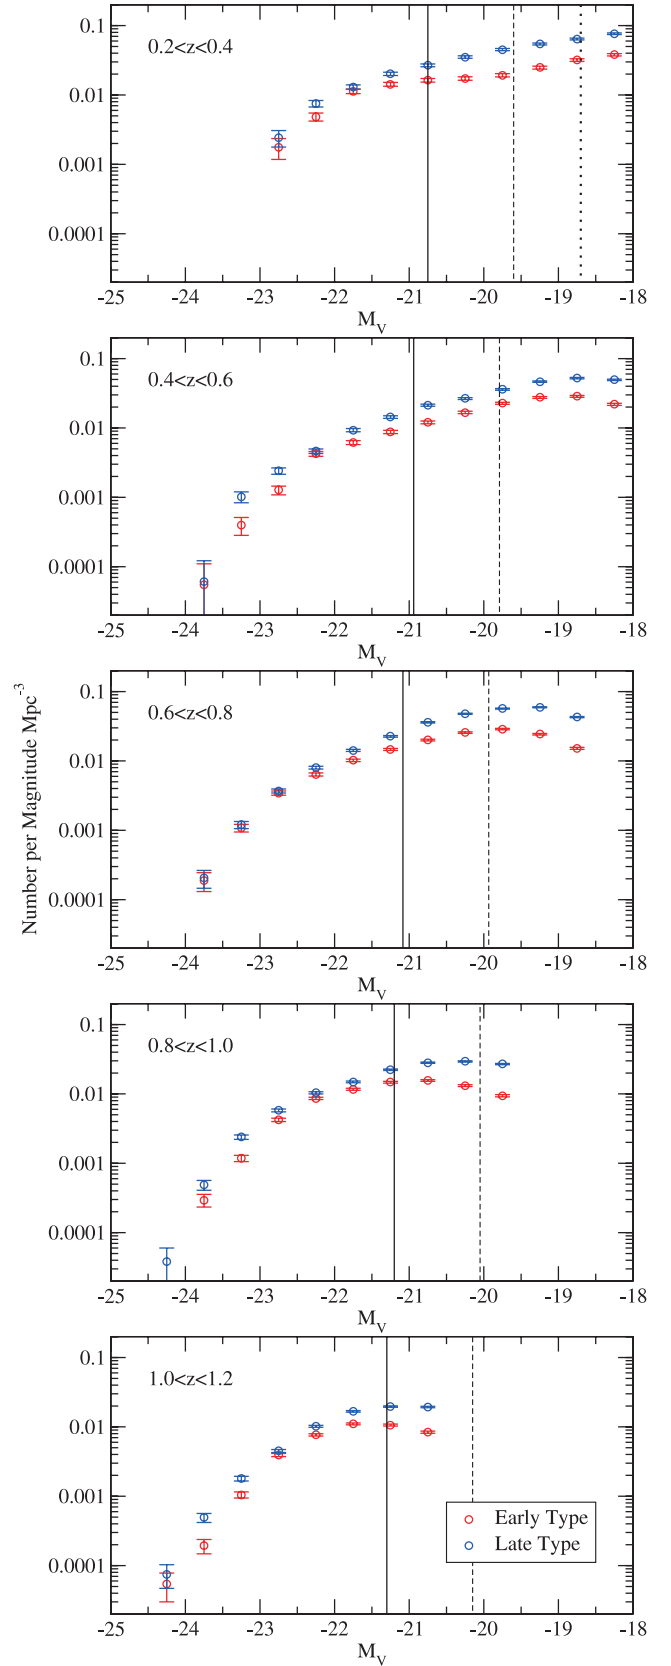 0.1
0.01
0.001
0.0001
0.2<z<0.4
-25 -24 -23 -22 -21 -20 -19 -18
M_V
0.1
0.01
0.001
0.0001
0.4<z<0.6
-25 -24 -23 -22 -21 -20 -19 -18
M_V
Number per Magnitude Mpc⁻³
0.1
0.01
0.001
0.0001
0.6<z<0.8
-25 -24 -23 -22 -21 -20 -19 -18
M_V
0.1
0.01
0.001
0.0001
0.8<z<1.0
-25 -24 -23 -22 -21 -20 -19 -18
M_V
0.1
0.01
0.001
0.0001
1.0<z<1.2
Early Type
Late Type
-25 -24 -23 -22 -21 -20 -19 -18
M_V